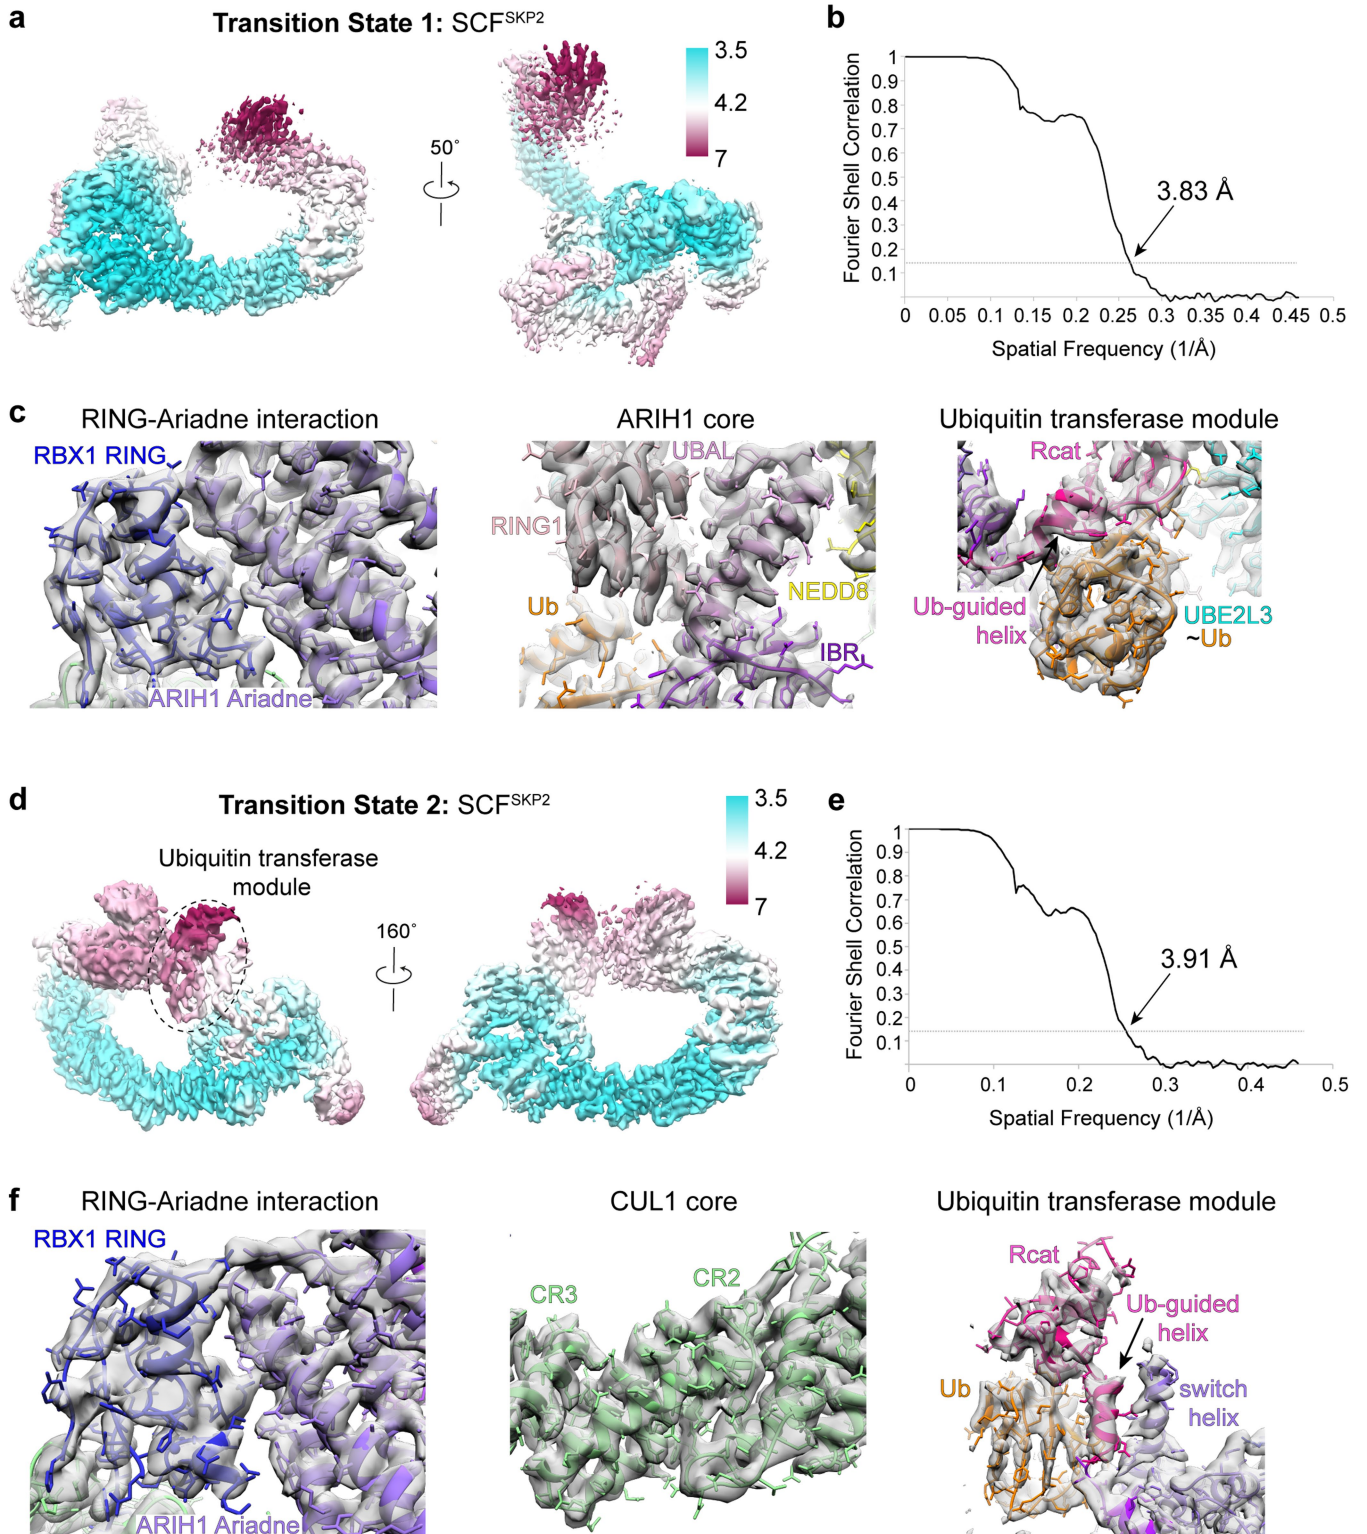 a
Transition State 1: SCF^SKP2
50°
3.5
4.2
7
b
Fourier Shell Correlation
1
0.9
0.8
0.7
0.6
0.5
0.4
0.3
0.2
0.1
3.83 Å
0 0.05 0.1 0.15 0.2 0.25 0.3 0.35 0.4 0.45 0.5
Spatial Frequency (1/Å)
c
RING-Ariadne interaction
RBX1 RING
ARIH1 Ariadne
ARIH1 core
UBAL
RING1
NEDD8
Ub
IBR
Ubiquitin transferase module
Rcat
Ub-guided
helix
UBE2L3
~Ub
d
Transition State 2: SCF^SKP2
Ubiquitin transferase
module
160°
3.5
4.2
7
e
Fourier Shell Correlation
1
0.9
0.8
0.7
0.6
0.5
0.4
0.3
0.2
0.1
3.91 Å
0 0.1 0.2 0.3 0.4 0.5
Spatial Frequency (1/Å)
f
RING-Ariadne interaction
RBX1 RING
ARIH1 Ariadne
CUL1 core
CR3
CR2
Ubiquitin transferase module
Rcat
Ub-guided
helix
Ub
switch
helix